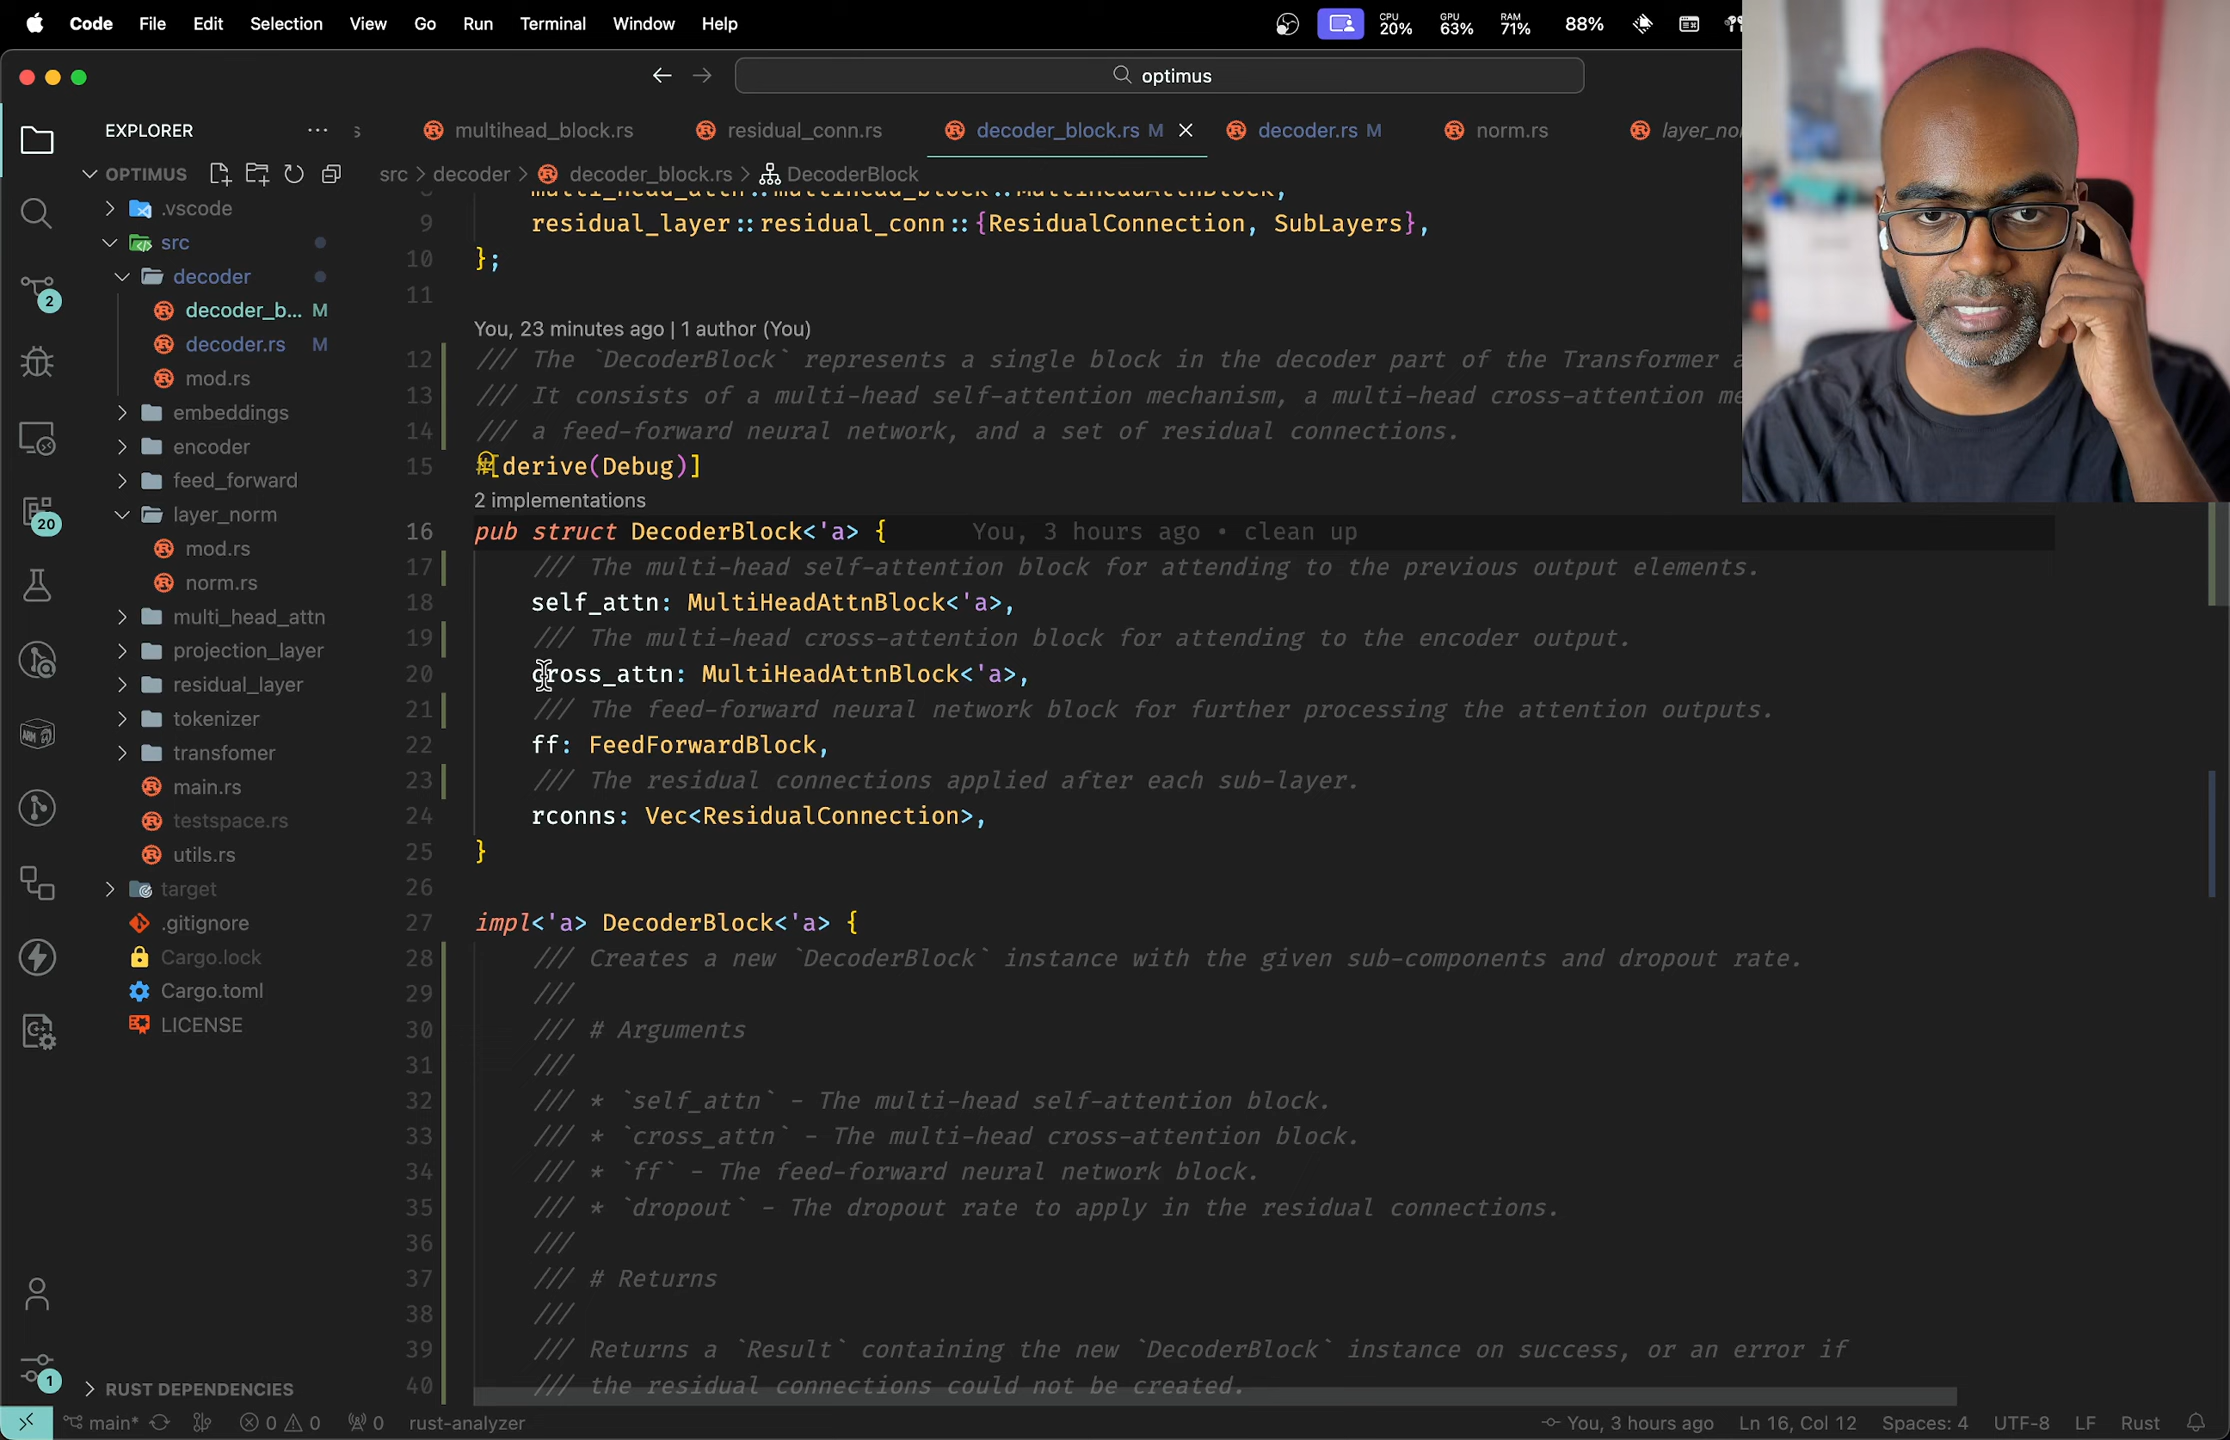 Code File Edit Selection View Go Run Terminal Window Help
CPU 20% GPU 63% RAM 71% 88%
optimus
EXPLORER
multihead_block.rs residual_conn.rs decoder_block.rs M decoder.rs M norm.rs
OPTIMUS
src > decoder > decoder_block.rs > DecoderBlock
.vscode
src
decoder
decoder_b... M
decoder.rs M
mod.rs
embeddings
encoder
feed_forward
layer_norm
mod.rs
norm.rs
multi_head_attn
projection_layer
residual_layer
tokenizer
transfomer
main.rs
testspace.rs
utils.rs
target
.gitignore
Cargo.lock
Cargo.toml
LICENSE
RUST DEPENDENCIES
2
20
1
multi_head_attn::multihead_block::MultiHeadAttnBlock,
9 residual_layer::residual_conn::{ResidualConnection, SubLayers},
10 };
11
You, 23 minutes ago | 1 author (You)
12 /// The `DecoderBlock` represents a single block in the decoder part of the Transformer
13 /// It consists of a multi-head self-attention mechanism, a multi-head cross-attention
14 /// a feed-forward neural network, and a set of residual connections.
15 #[derive(Debug)]
2 implementations
16 pub struct DecoderBlock<'a> { You, 3 hours ago • clean up
17 /// The multi-head self-attention block for attending to the previous output elements.
18 self_attn: MultiHeadAttnBlock<'a>,
19 /// The multi-head cross-attention block for attending to the encoder output.
20 cross_attn: MultiHeadAttnBlock<'a>,
21 /// The feed-forward neural network block for further processing the attention outputs.
22 ff: FeedForwardBlock,
23 /// The residual connections applied after each sub-layer.
24 rconns: Vec<ResidualConnection>,
25 }
26
27 impl<'a> DecoderBlock<'a> {
28 /// Creates a new `DecoderBlock` instance with the given sub-components and dropout rate.
29 ///
30 /// # Arguments
31 ///
32 /// * `self_attn` - The multi-head self-attention block.
33 /// * `cross_attn` - The multi-head cross-attention block.
34 /// * `ff` - The feed-forward neural network block.
35 /// * `dropout` - The dropout rate to apply in the residual connections.
36 ///
37 /// # Returns
38 ///
39 /// Returns a `Result` containing the new `DecoderBlock` instance on success, or an error if
40 /// the residual connections could not be created.
main* 0 0 0 rust-analyzer You, 3 hours ago Ln 16, Col 12 Spaces: 4 UTF-8 LF Rust